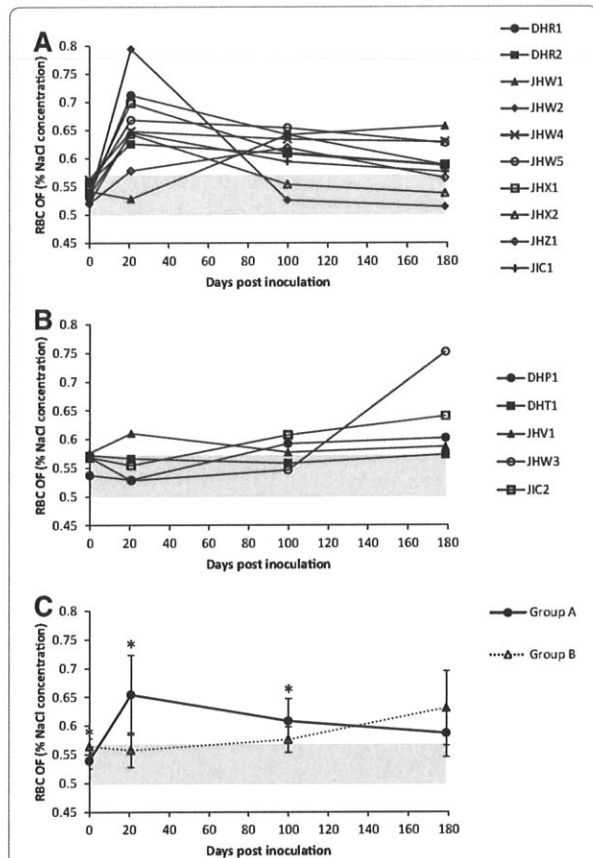 A
0.8
0.75
0.7
0.65
0.6
0.55
0.5
0.45
RBC OF (% NaCl concentration)
0 20 40 60 80 100 120 140 160 180
Days post inoculation
DHR1
DHR2
JHW1
JHW2
JHW4
JHW5
JHX1
JHX2
JHZ1
JIC1
B
0.8
0.75
0.7
0.65
0.6
0.55
0.5
0.45
RBC OF (% NaCl concentration)
0 20 40 60 80 100 120 140 160 180
Days post inoculation
DHP1
DHT1
JHV1
JHW3
JIC2
C
0.8
0.75
0.7
0.65
0.6
0.55
0.5
0.45
RBC OF (% NaCl concentration)
* * *
0 20 40 60 80 100 120 140 160 180
Days post inoculation
Group A
Group B